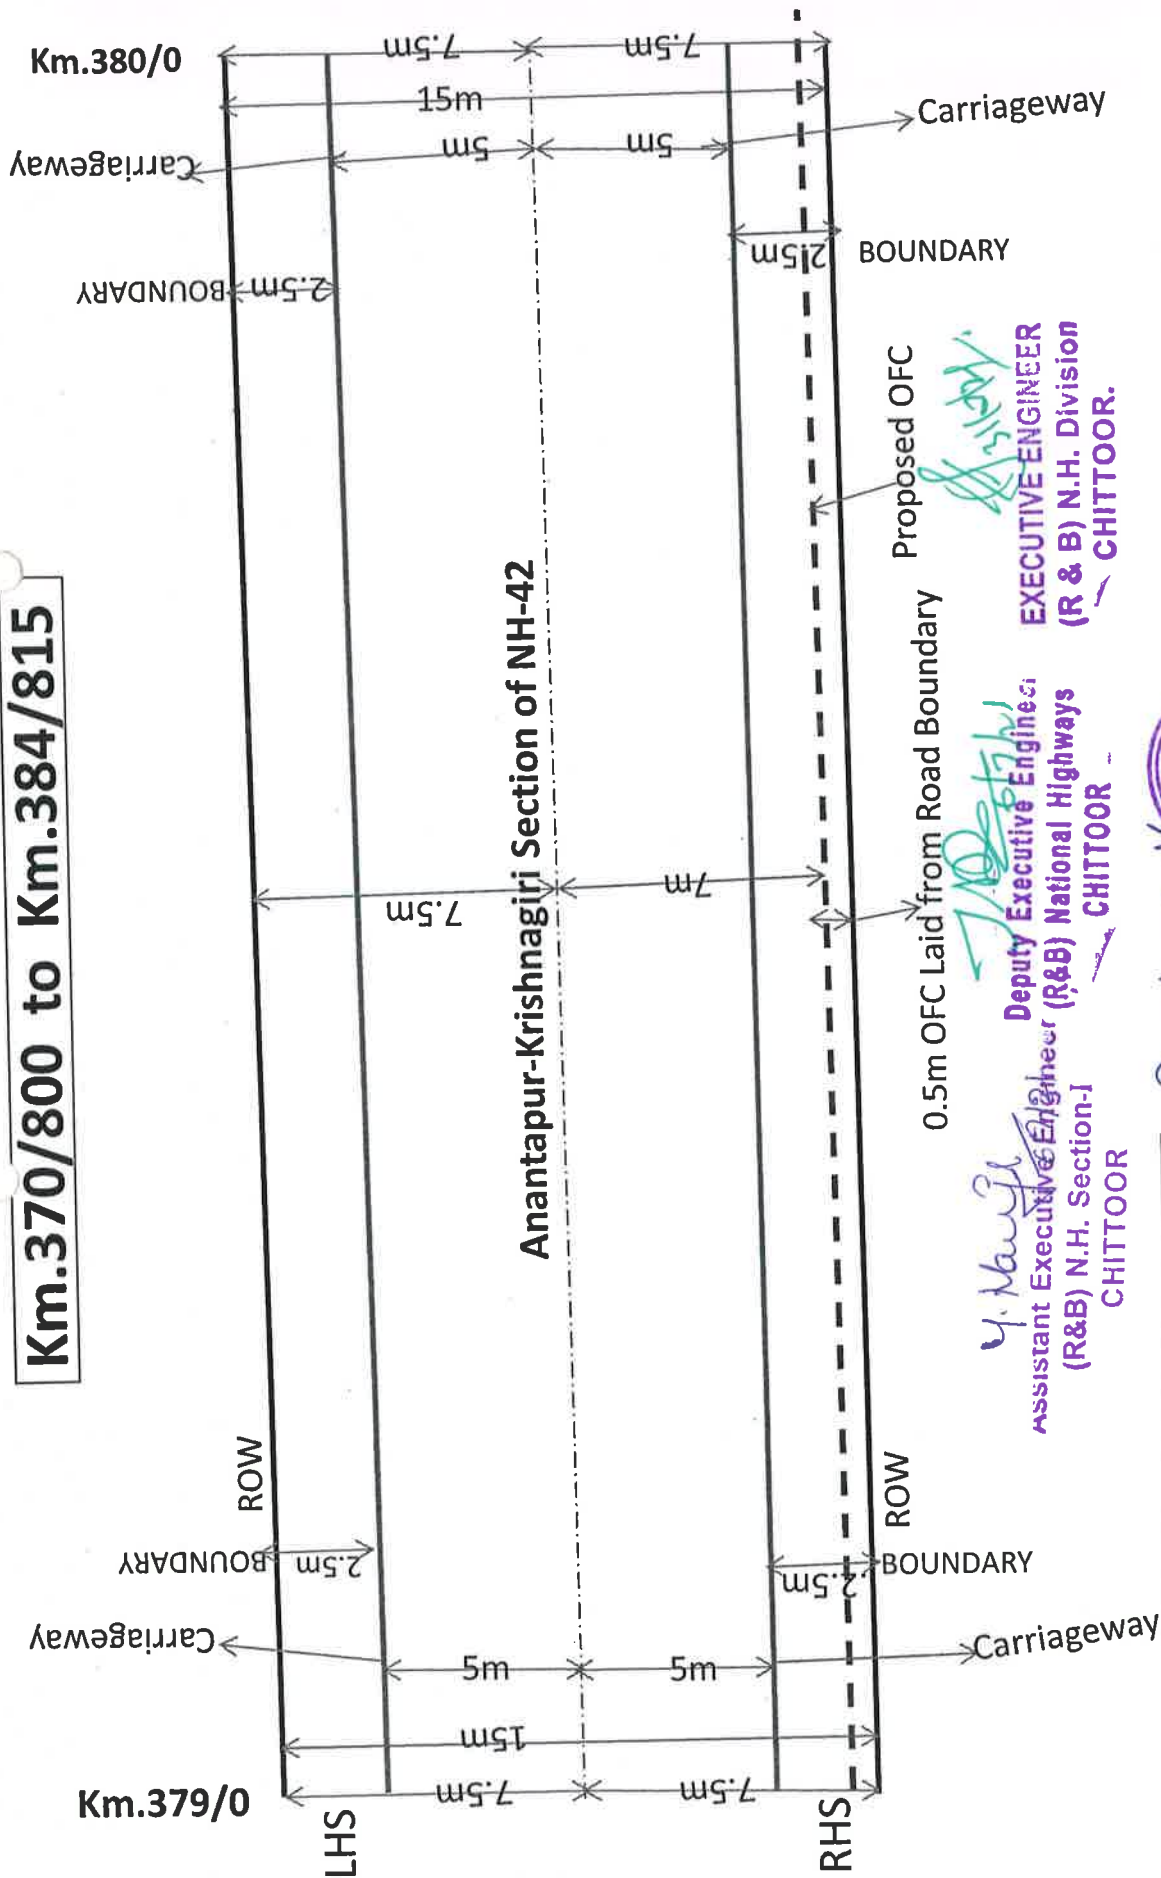 Km.370/800 to Km.384/815
Km.379/0
Km.380/0
LHS
RHS
Carriageway
BOUNDARY
ROW
BOUNDARY
Carriageway
7.5m
15m
5m
2.5m
7.5m
2.5m
7.5m
15m
5m
Anantapur-Krishnagiri Section of NH-42
7.5m
5m
2.5m
7m
7.5m
5m
2.5m
Carriageway
BOUNDARY
ROW
0.5m OFC Laid from Road Boundary
Proposed OFC
BOUNDARY
Carriageway
Assistant Executive Engineer
(R&B) N.H. Section-I
CHITTOOR
Deputy Executive Engineer
(R&B) National Highways
CHITTOOR
EXECUTIVE ENGINEER
(R & B) N.H. Division
CHITTOOR.